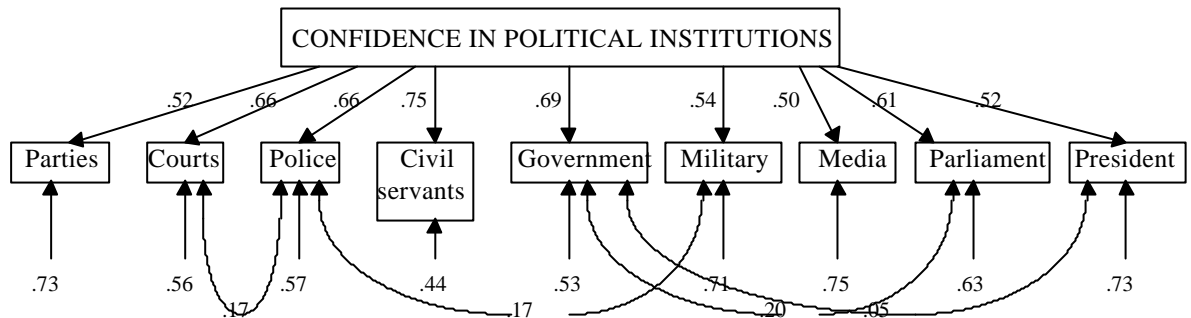 CONFIDENCE IN POLITICAL INSTITUTIONS
.52 .66 .66 .75 .69 .54 .50 .61 .52
Parties Courts Police Civil servants Government Military Media Parliament President
.73 .56 .57 .44 .53 .71 .75 .63 .73
.17 .17 .20 .05